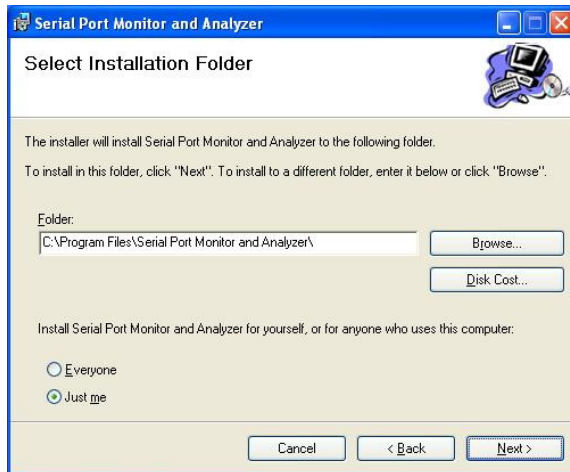 Serial Port Monitor and Analyzer
Select Installation Folder
The installer will install Serial Port Monitor and Analyzer to the following folder.
To install in this folder, click "Next". To install to a different folder, enter it below or click "Browse".
Folder:
C:\Program Files\Serial Port Monitor and Analyzer\
Browse...
Disk Cost...
Install Serial Port Monitor and Analyzer for yourself, or for anyone who uses this computer:
Everyone
Just me
Cancel
< Back
Next >